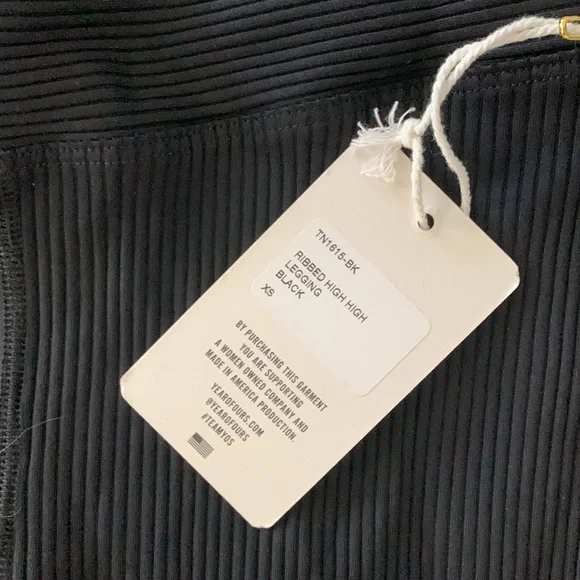 TN1615-BK
RIBBED HIGH HIGH
LEGGING
BLACK
XS
BY PURCHASING THIS GARMENT
YOU ARE SUPPORTING
A WOMEN OWNED COMPANY AND
MADE IN AMERICA PRODUCTION.
YEAROFOURS.COM
@YEAROFOURS
#TEAMYOS